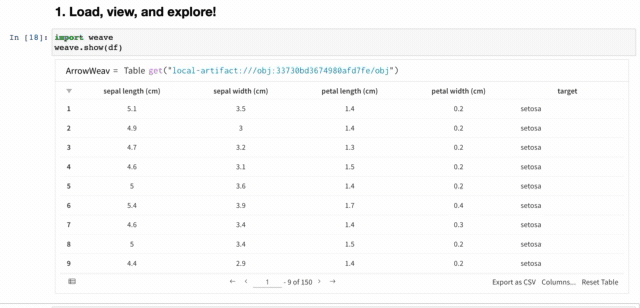 1. Load, view, and explore!
In [18]: import weave
weave.show(df)
ArrowWeav = Table get("local-artifact:///obj:33730bd3674980afd7fe/obj")
sepal length (cm) sepal width (cm) petal length (cm) petal width (cm) target
1 5.1 3.5 1.4 0.2 setosa
2 4.9 3 1.4 0.2 setosa
3 4.7 3.2 1.3 0.2 setosa
4 4.6 3.1 1.5 0.2 setosa
5 5 3.6 1.4 0.2 setosa
6 5.4 3.9 1.7 0.4 setosa
7 4.6 3.4 1.4 0.3 setosa
8 5 3.4 1.5 0.2 setosa
9 4.4 2.9 1.4 0.2 setosa
1 - 9 of 150 Export as CSV Columns... Reset Table